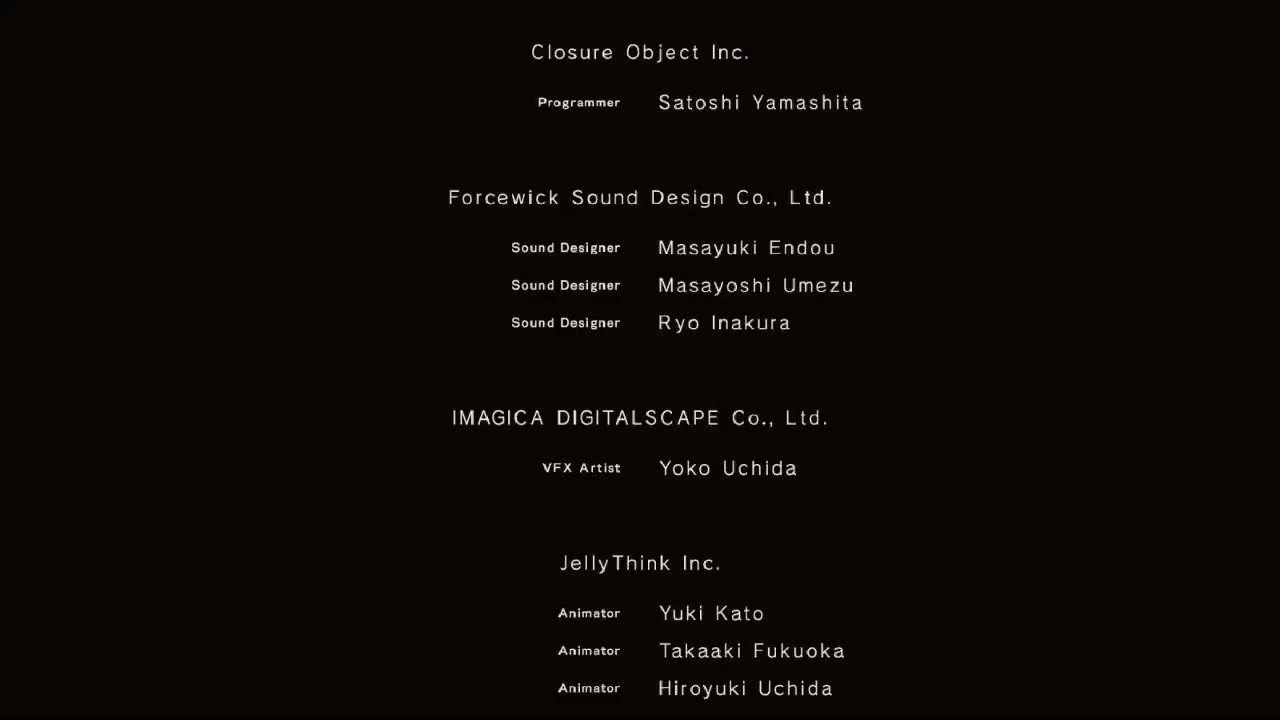 Closure Object Inc.
Programmer Satoshi Yamashita
Forcewick Sound Design Co., Ltd.
Sound Designer Masayuki Endou
Sound Designer Masayoshi Umezu
Sound Designer Ryo Inakura
IMAGICA DIGITALSCAPE Co., Ltd.
VFX Artist Yoko Uchida
JellyThink Inc.
Animator Yuki Kato
Animator Takaaki Fukuoka
Animator Hiroyuki Uchida